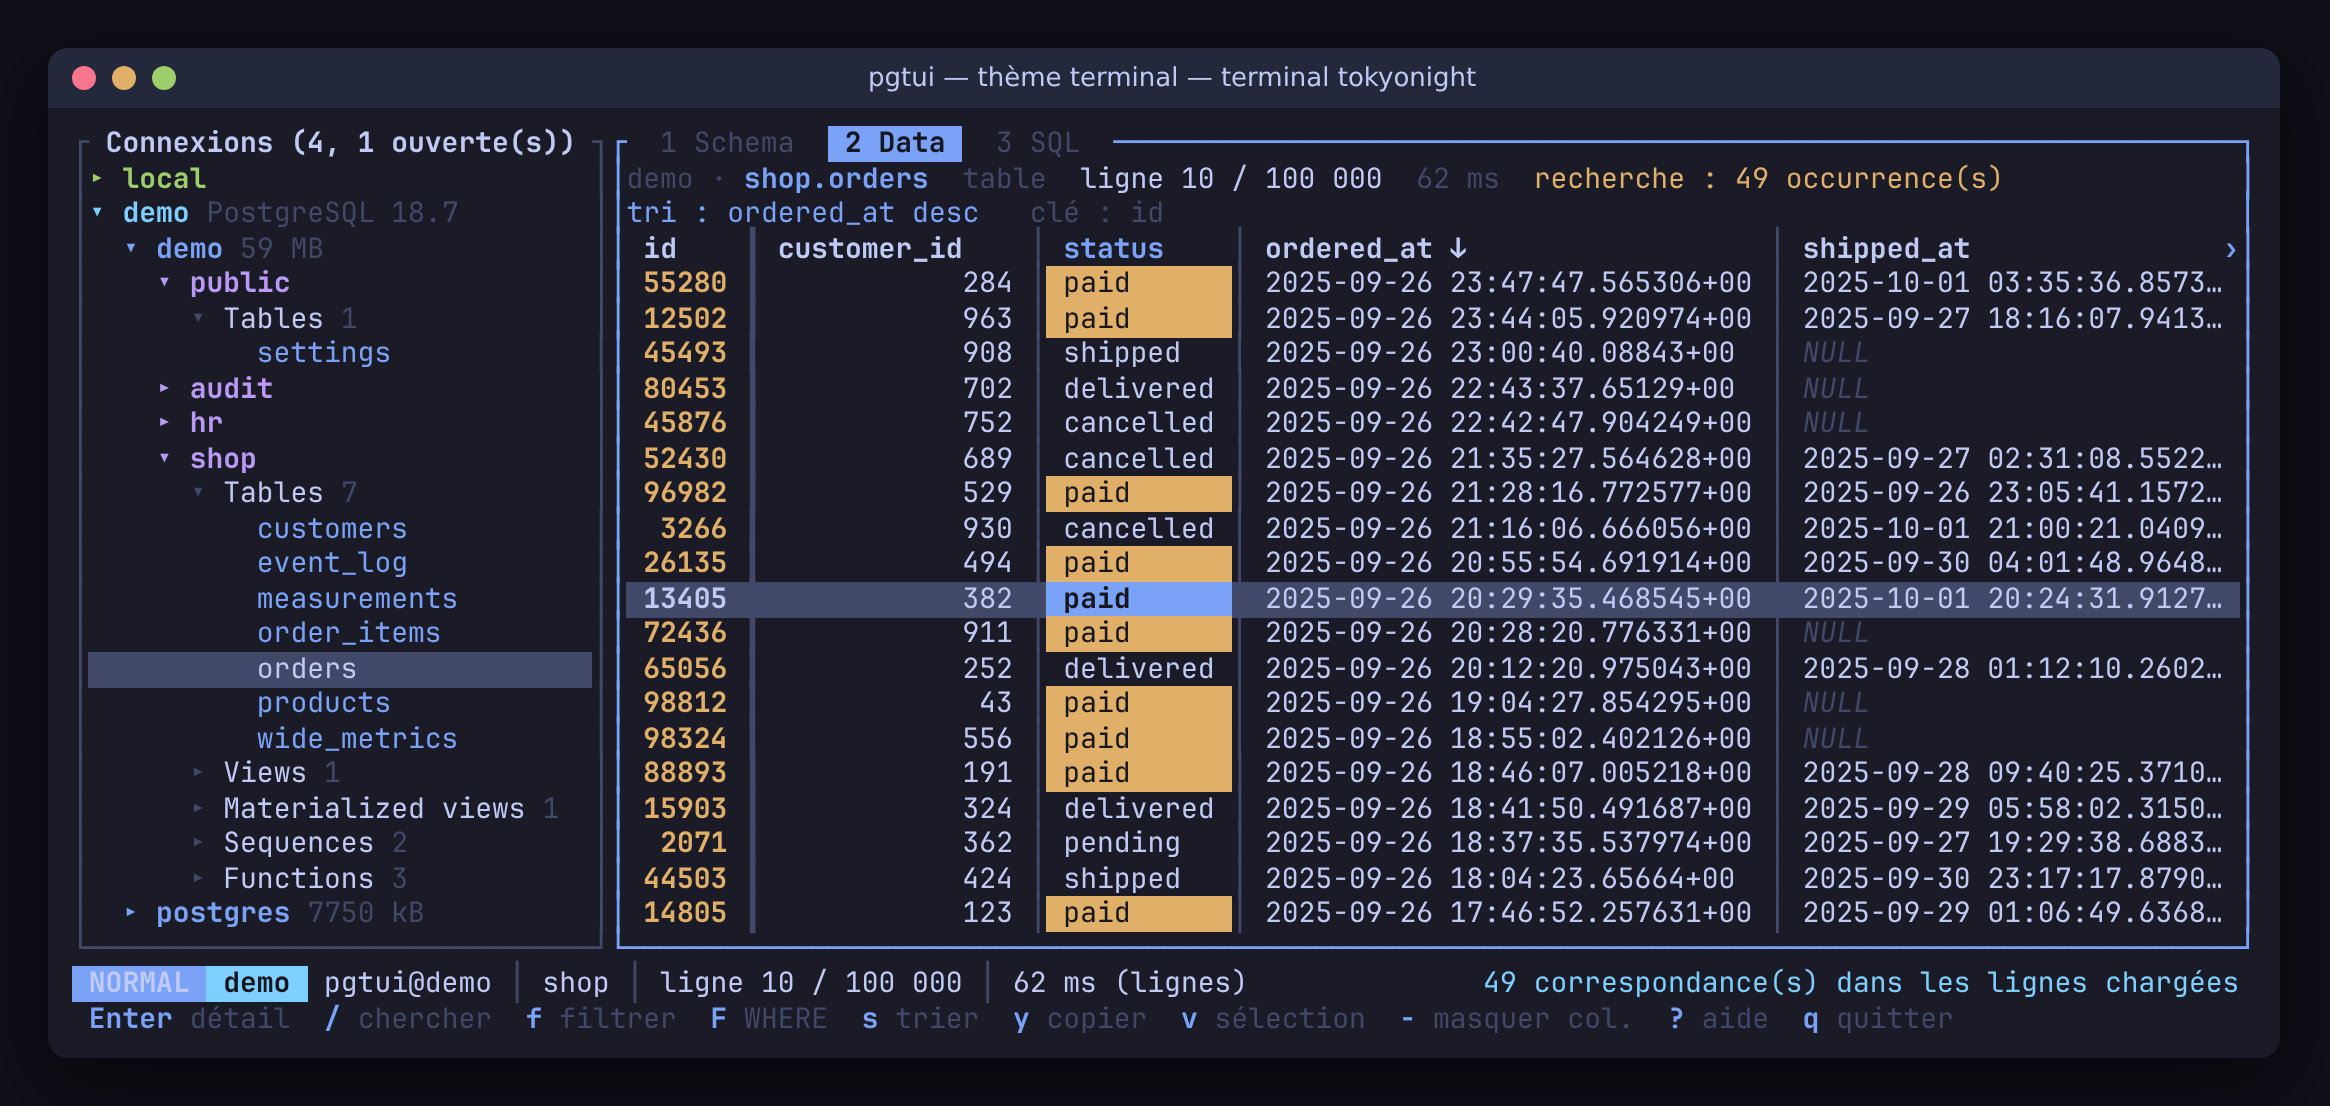 pgtui — thème terminal — terminal tokyonight
Connexions (4, 1 ouverte(s))
▸ local
▾ demo PostgreSQL 18.7
▾ demo 59 MB
▾ public
▾ Tables 1
settings
▸ audit
▸ hr
▾ shop
▾ Tables 7
customers
event_log
measurements
order_items
orders
products
wide_metrics
▸ Views 1
▸ Materialized views 1
▸ Sequences 2
▸ Functions 3
▸ postgres 7750 kB
1 Schema 2 Data 3 SQL
demo · shop.orders table ligne 10 / 100 000 62 ms recherche : 49 occurrence(s)
tri : ordered_at desc clé : id
id customer_id status ordered_at ↓ shipped_at ›
55280 284 paid 2025-09-26 23:47:47.565306+00 2025-10-01 03:35:36.8573…
12502 963 paid 2025-09-26 23:44:05.920974+00 2025-09-27 18:16:07.9413…
45493 908 shipped 2025-09-26 23:00:40.08843+00 NULL
80453 702 delivered 2025-09-26 22:43:37.65129+00 NULL
45876 752 cancelled 2025-09-26 22:42:47.904249+00 NULL
52430 689 cancelled 2025-09-26 21:35:27.564628+00 2025-09-27 02:31:08.5522…
96982 529 paid 2025-09-26 21:28:16.772577+00 2025-09-26 23:05:41.1572…
3266 930 cancelled 2025-09-26 21:16:06.666056+00 2025-10-01 21:00:21.0409…
26135 494 paid 2025-09-26 20:55:54.691914+00 2025-09-30 04:01:48.9648…
13405 382 paid 2025-09-26 20:29:35.468545+00 2025-10-01 20:24:31.9127…
72436 911 paid 2025-09-26 20:28:20.776331+00 NULL
65056 252 delivered 2025-09-26 20:12:20.975043+00 2025-09-28 01:12:10.2602…
98812 43 paid 2025-09-26 19:04:27.854295+00 NULL
98324 556 paid 2025-09-26 18:55:02.402126+00 NULL
88893 191 paid 2025-09-26 18:46:07.005218+00 2025-09-28 09:40:25.3710…
15903 324 delivered 2025-09-26 18:41:50.491687+00 2025-09-29 05:58:02.3150…
2071 362 pending 2025-09-26 18:37:35.537974+00 2025-09-27 19:29:38.6883…
44503 424 shipped 2025-09-26 18:04:23.65664+00 2025-09-30 23:17:17.8790…
14805 123 paid 2025-09-26 17:46:52.257631+00 2025-09-29 01:06:49.6368…
NORMAL demo pgtui@demo │ shop │ ligne 10 / 100 000 │ 62 ms (lignes) 49 correspondance(s) dans les lignes chargées
Enter détail / chercher f filtrer F WHERE s trier y copier v sélection - masquer col. ? aide q quitter